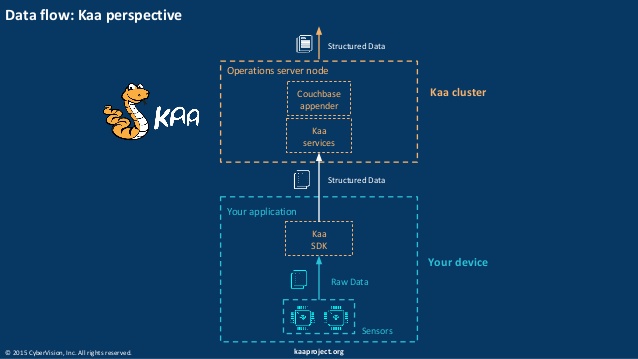 Data flow: Kaa perspective
Structured Data
Operations server node
Couchbase
appender
Kaa cluster
KAA
Kaa
services
Structured Data
Your application
Kaa
SDK
Your device
Raw Data
Sensors
© 2015 CyberVision, Inc. All rights reserved.
kaaproject.org